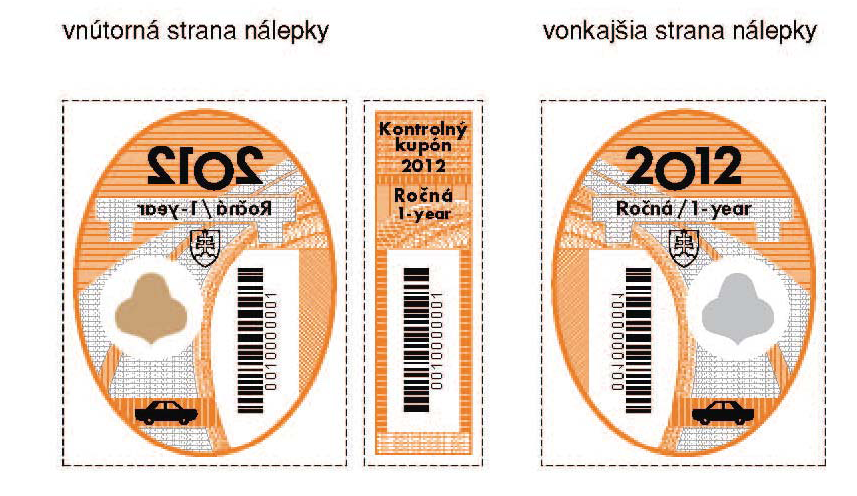 vnútorná strana nálepky
vonkajšia strana nálepky
2012
Ročná / 1-year
0010000001
Kontrolný
kupón
2012
Ročná
1-year
0010000001
2012
Ročná / 1-year
0010000001